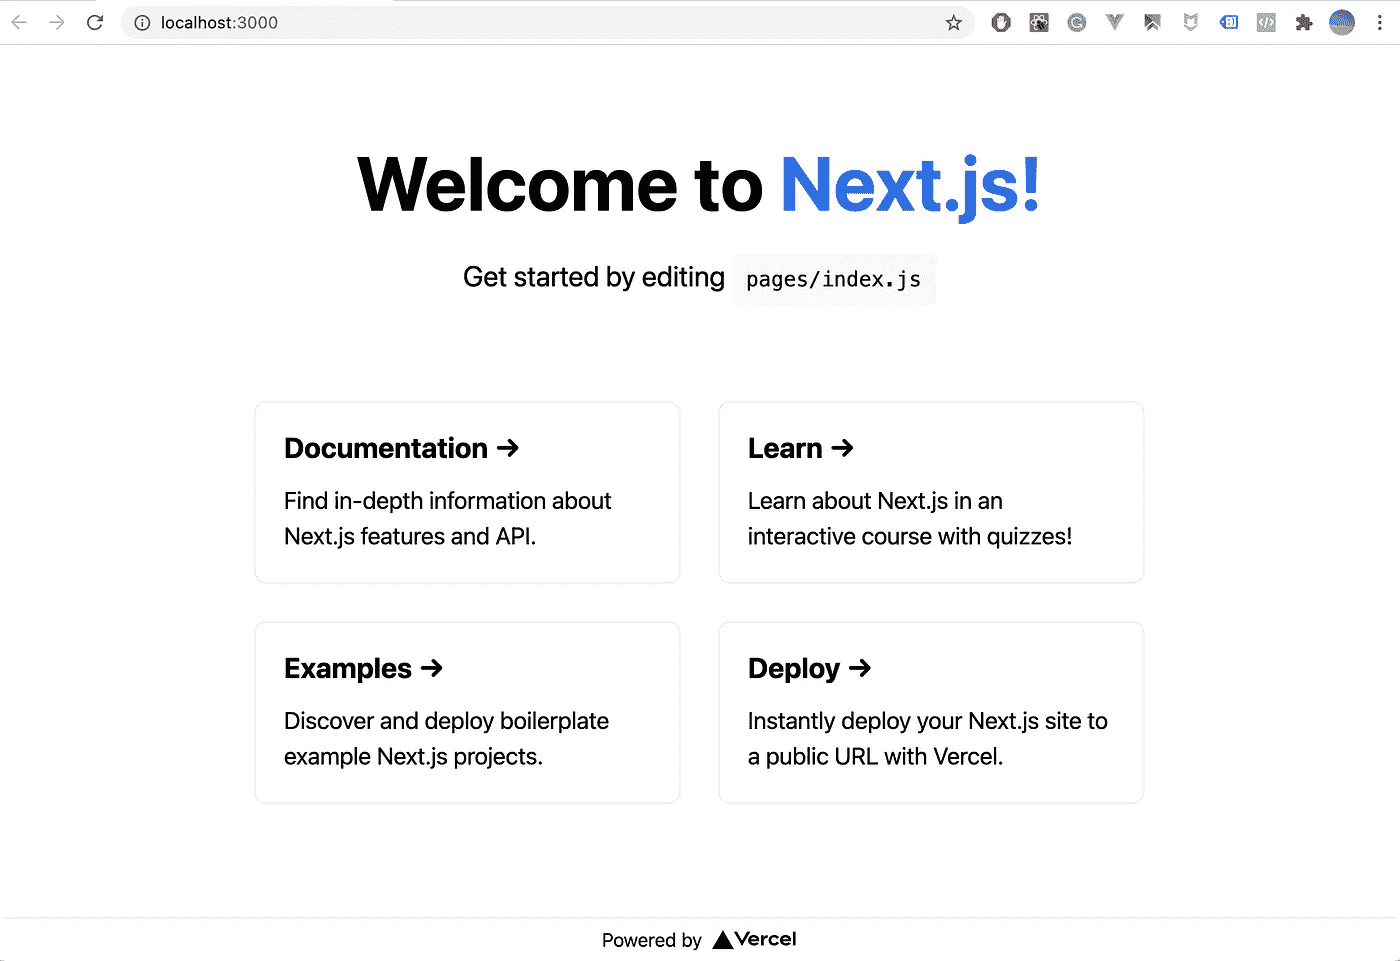 localhost:3000
Welcome to Next.js!
Get started by editing pages/index.js
Documentation →
Find in-depth information about
Next.js features and API.
Learn →
Learn about Next.js in an
interactive course with quizzes!
Examples →
Discover and deploy boilerplate
example Next.js projects.
Deploy →
Instantly deploy your Next.js site to
a public URL with Vercel.
Powered by ▲Vercel